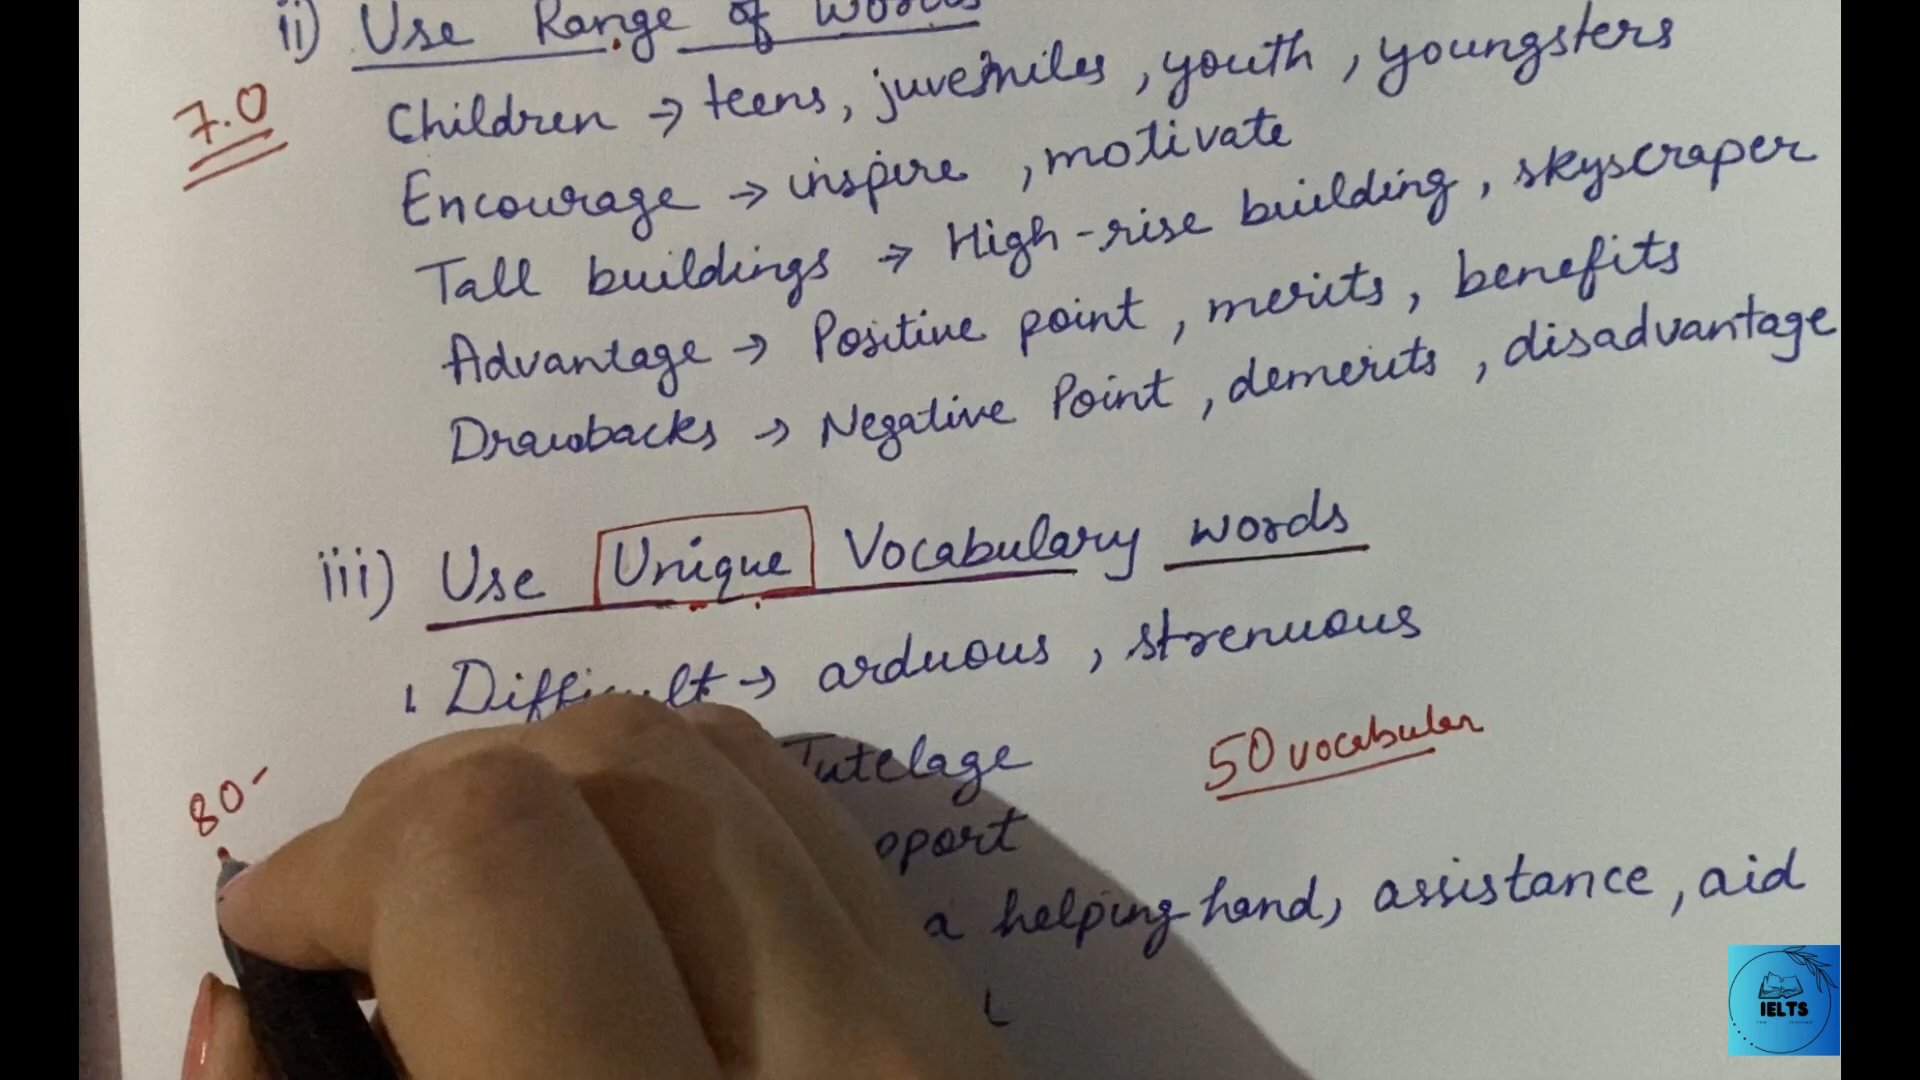 ii) Use Range of words
7.0
Children → teens, juveniles, youth, youngsters
Encourage → inspire, motivate
Tall buildings → High-rise building, skyscraper
Advantage → Positive point, merits, benefits
Drawbacks → Negative Point, demerits, disadvantage
iii) Use Unique Vocabulary words
1 Difficult → arduous, strenuous
Tutelage
50 vocabular
80-
a helping hand, assistance, aid
IELTS